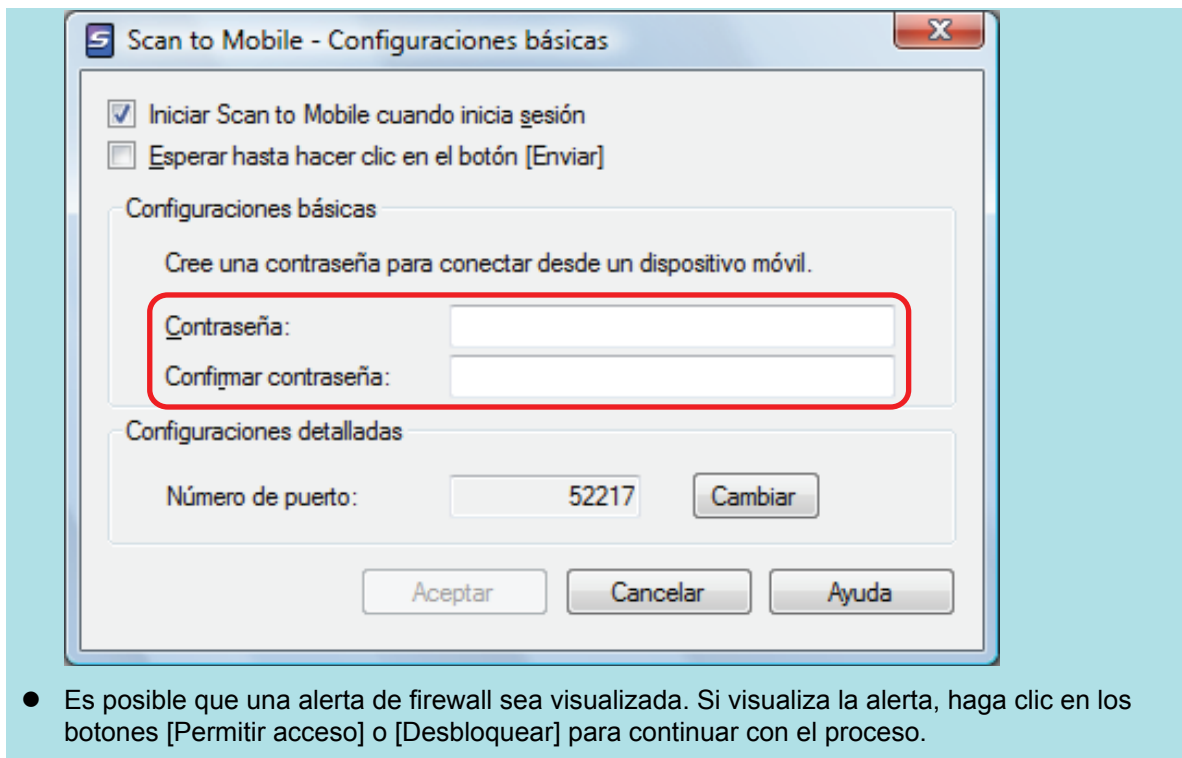 Scan to Mobile - Configuraciones básicas
Iniciar Scan to Mobile cuando inicia sesión
Esperar hasta hacer clic en el botón [Enviar]
Configuraciones básicas
Cree una contraseña para conectar desde un dispositivo móvil.
Contraseña:
Confirmar contraseña:
Configuraciones detalladas
Número de puerto: 52217 Cambiar
Aceptar Cancelar Ayuda
● Es posible que una alerta de firewall sea visualizada. Si visualiza la alerta, haga clic en los
botones [Permitir acceso] o [Desbloquear] para continuar con el proceso.